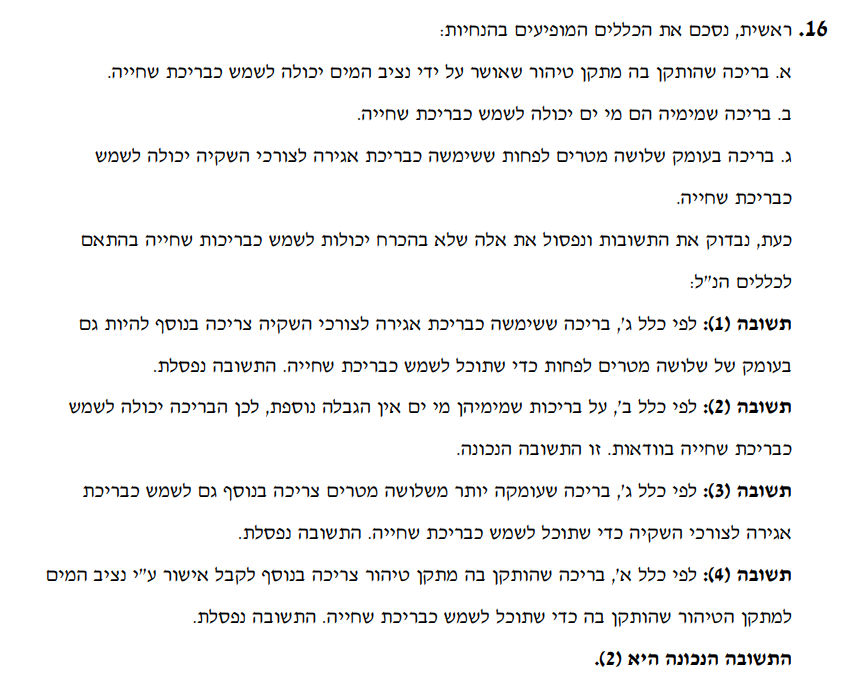 16. ראשית, נסכם את הכללים המופיעים בהנחיות:
א. בריכה שהותקן בה מתקן טיהור שאושר על ידי נציב המים יכולה לשמש כבריכת שחייה.
ב. בריכה שמימיה הם מי ים יכולה לשמש כבריכת שחייה.
ג. בריכה בעומק שלושה מטרים לפחות ששימשה כבריכת אגירה לצורכי השקיה יכולה לשמש
כבריכת שחייה.
כעת, נבדוק את התשובות ונפסול את אלה שלא בהכרח יכולות לשמש כבריכות שחייה בהתאם
לכללים הנ"ל:
תשובה (1): לפי כלל ג', בריכה ששימשה כבריכת אגירה לצורכי השקיה צריכה בנוסף להיות גם
בעומק של שלושה מטרים לפחות כדי שתוכל לשמש כבריכת שחייה. התשובה נפסלת.
תשובה (2): לפי כלל ב', על בריכות שמימיהן מי ים אין הגבלה נוספת, לכן הבריכה יכולה לשמש
כבריכת שחייה בוודאות. זו התשובה הנכונה.
תשובה (3): לפי כלל ג', בריכה שעומקה יותר משלושה מטרים צריכה בנוסף גם לשמש כבריכת
אגירה לצורכי השקיה כדי שתוכל לשמש כבריכת שחייה. התשובה נפסלת.
תשובה (4): לפי כלל א', בריכה שהותקן בה מתקן טיהור צריכה בנוסף לקבל אישור ע"י נציב המים
למתקן הטיהור שהותקן בה כדי שתוכל לשמש כבריכת שחייה. התשובה נפסלת.
התשובה הנכונה היא (2).